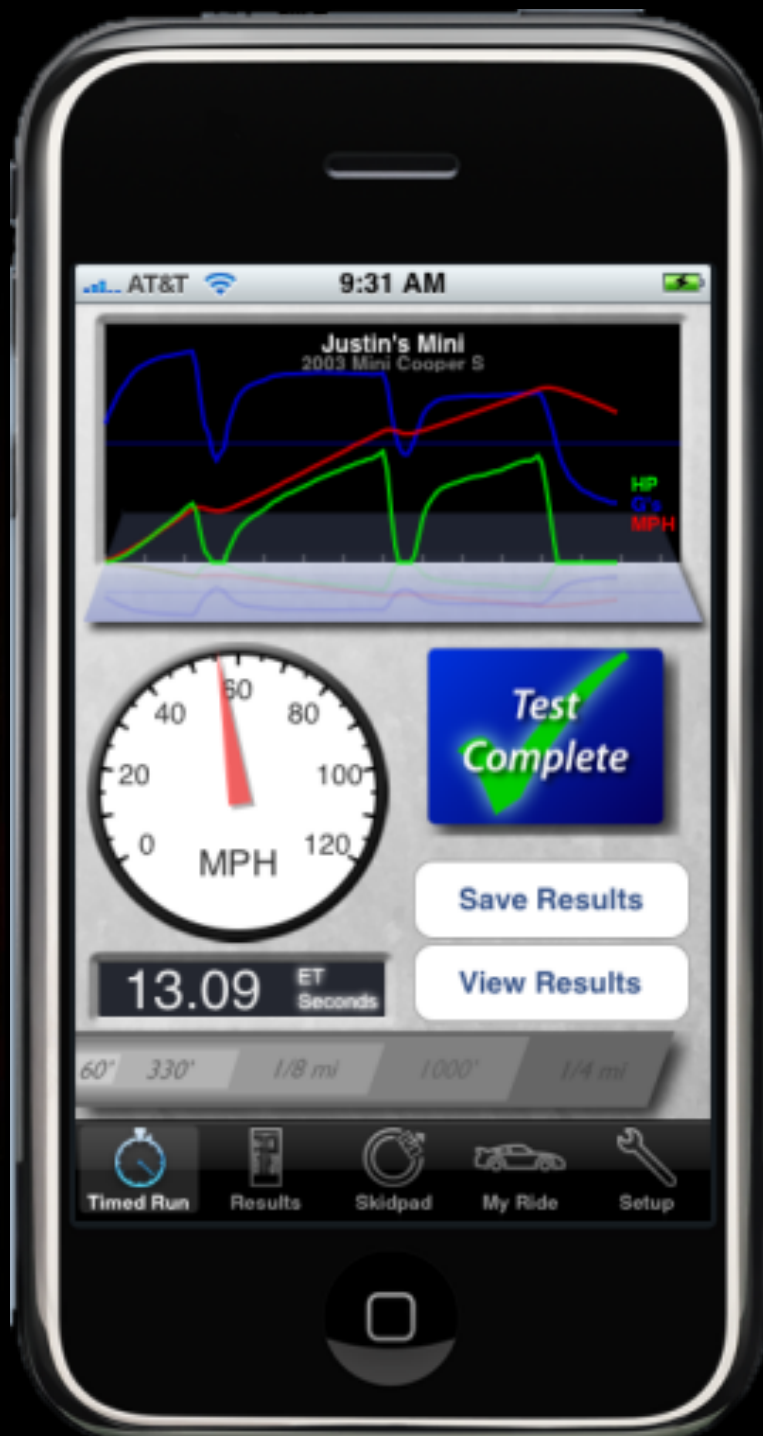 AT&T 9:31 AM
Justin's Mini
2003 Mini Cooper S
HP
G's
MPH
0 20 40 60 80 100 120
MPH
Test
Complete
Save Results
View Results
13.09 ET
Seconds
60' 330' 1/8 mi 1000' 1/4 mi
Timed Run Results Skidpad My Ride Setup